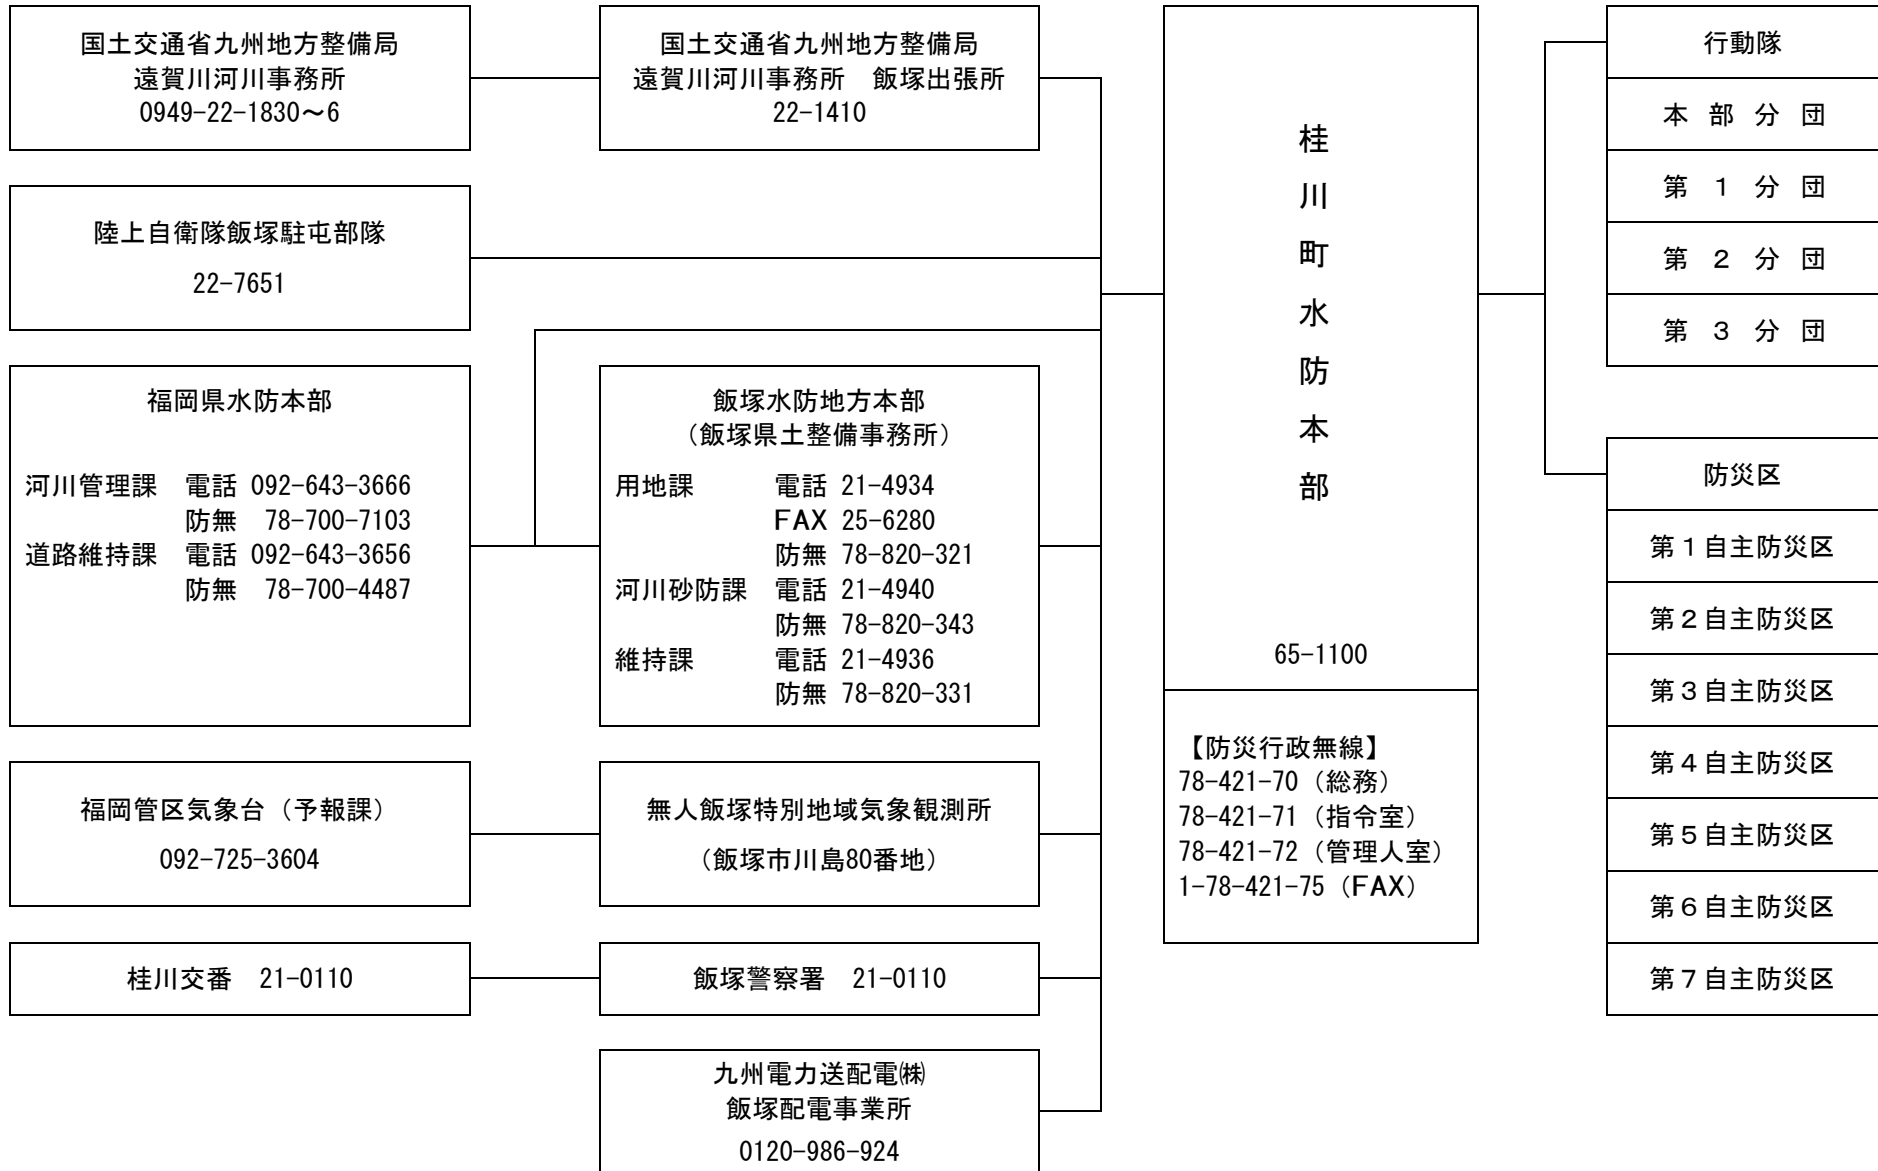 国土交通省九州地方整備局
遠賀川河川事務所
0949-22-1830～6
国土交通省九州地方整備局
遠賀川河川事務所　飯塚出張所
22-1410
陸上自衛隊飯塚駐屯部隊
22-7651
福岡県水防本部
河川管理課　電話 092-643-3666
防無　78-700-7103
道路維持課　電話 092-643-3656
防無　78-700-4487
飯塚水防地方本部
（飯塚県土整備事務所）
用地課　電話 21-4934
FAX 25-6280
防無 78-820-321
河川砂防課　電話 21-4940
防無 78-820-343
維持課　電話 21-4936
防無 78-820-331
福岡管区気象台（予報課）
092-725-3604
無人飯塚特別地域気象観測所
（飯塚市川島80番地）
桂川交番　21-0110
飯塚警察署　21-0110
九州電力送配電㈱
飯塚配電事業所
0120-986-924
桂川町水防本部
65-1100
【防災行政無線】
78-421-70（総務）
78-421-71（指令室）
78-421-72（管理人室）
1-78-421-75（FAX）
行動隊
本　部　分　団
第　１　分　団
第　２　分　団
第　３　分　団
防災区
第１自主防災区
第２自主防災区
第３自主防災区
第４自主防災区
第５自主防災区
第６自主防災区
第７自主防災区